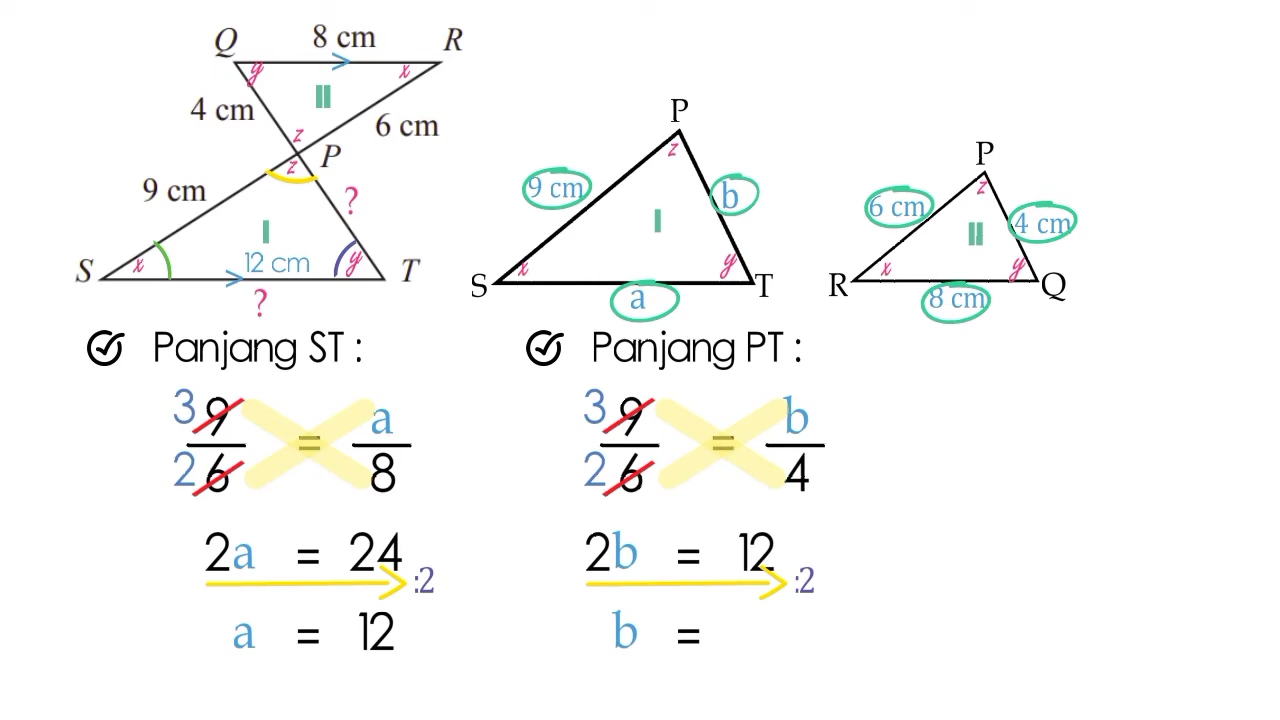 Q 8 cm R
y x
II
4 cm z 6 cm
z P
9 cm ?
I
S x 12 cm y T
?
P
z
9 cm b
I
x y
S a T
P
z
6 cm 4 cm
II
x y
R 8 cm Q
Panjang ST :
3 9 = a
2 6 8
2a = 24
:2
a = 12
Panjang PT :
3 9 = b
2 6 4
2b = 12
:2
b =